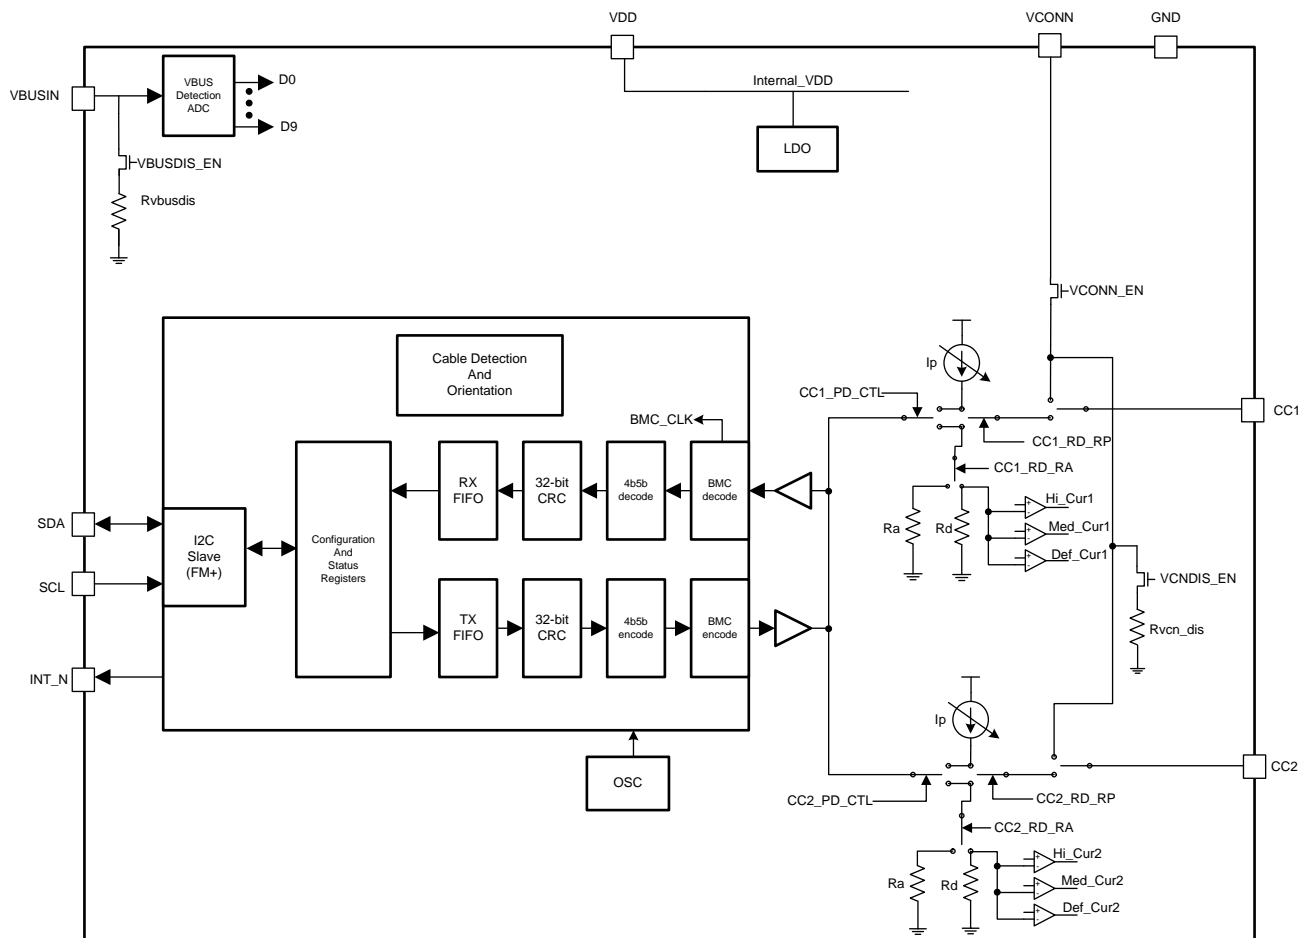 VDD
VCONN
GND
VBUSIN
VBUS
Detection
ADC
D0
D9
Internal_VDD
LDO
VBUSDIS_EN
Rvbusdis
VCONN_EN
Cable Detection
And
Orientation
Ip
CC1_PD_CTL
CC1
BMC_CLK
CC1_RD_RP
CC1_RD_RA
RX
FIFO
32-bit
CRC
4b5b
decode
BMC
decode
Ra
Rd
Hi_Cur1
Med_Cur1
Def_Cur1
SDA
SCL
I2C
Slave
(FM+)
Configuration
And
Status
Registers
TX
FIFO
32-bit
CRC
4b5b
encode
BMC
encode
VCNDIS_EN
Rvcn_dis
INT_N
Ip
OSC
CC2
CC2_PD_CTL
CC2_RD_RP
CC2_RD_RA
Ra
Rd
Hi_Cur2
Med_Cur2
Def_Cur2